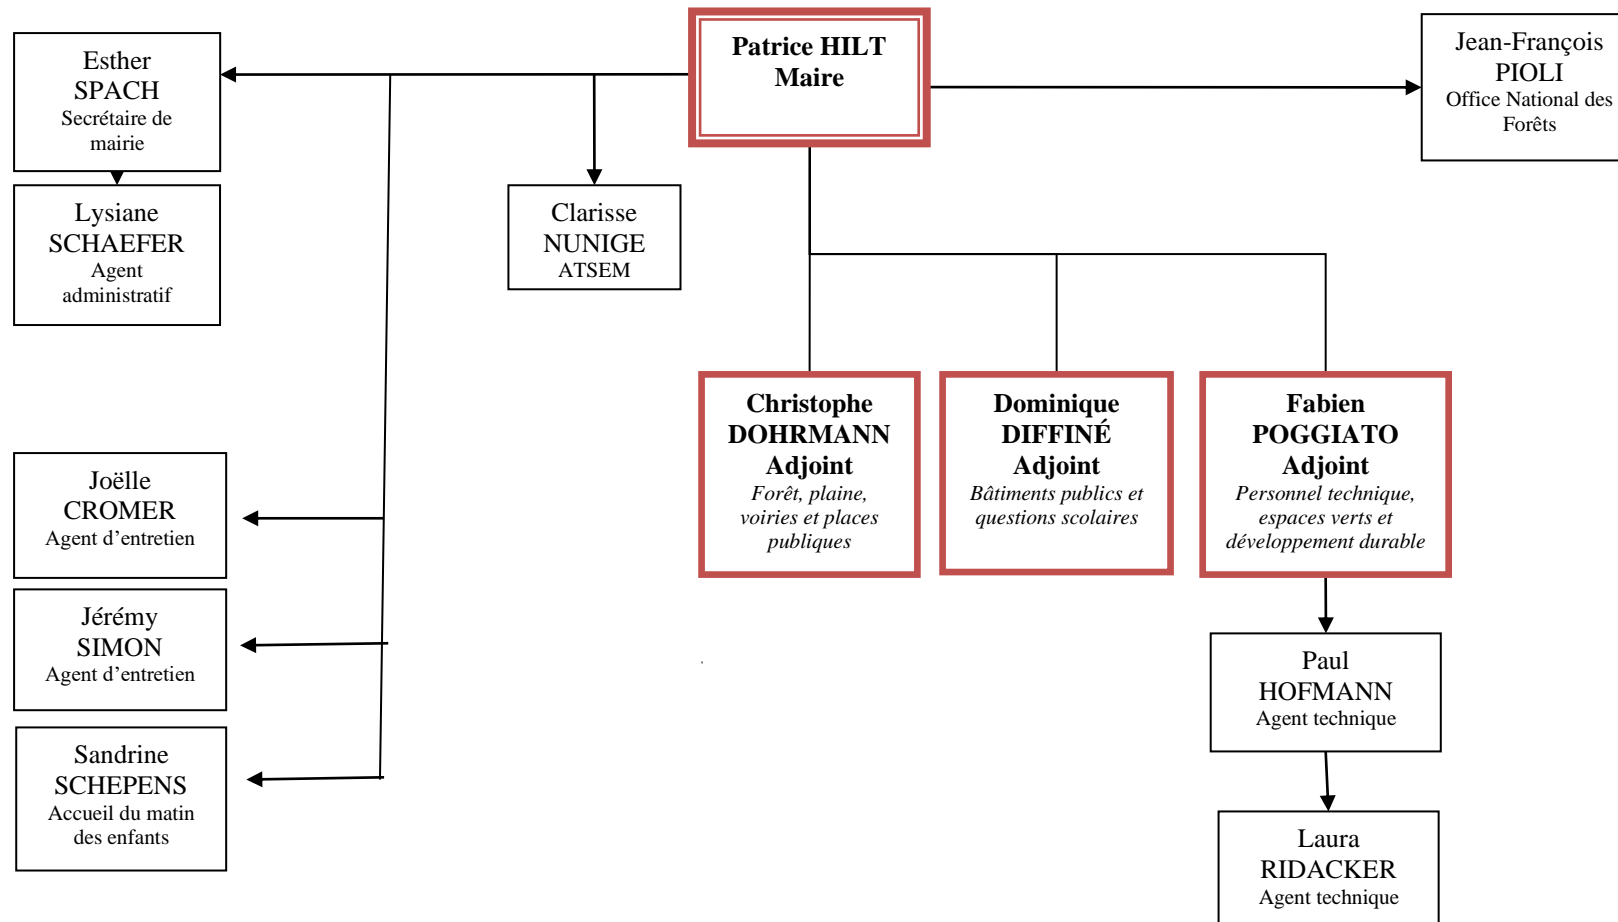 Patrice HILT
Maire
Esther
SPACH
Secrétaire de
mairie
Jean-François
PIOLI
Office National des
Forêts
Lysiane
SCHAEFER
Agent
administratif
Clarisse
NUNIGE
ATSEM
Christophe
DOHRMANN
Adjoint
Forêt, plaine,
voiries et places
publiques
Dominique
DIFFINÉ
Adjoint
Bâtiments publics et
questions scolaires
Fabien
POGGIATO
Adjoint
Personnel technique,
espaces verts et
développement durable
Joëlle
CROMER
Agent d’entretien
Jérémy
SIMON
Agent d’entretien
Sandrine
SCHEPENS
Accueil du matin
des enfants
Paul
HOFMANN
Agent technique
Laura
RIDACKER
Agent technique